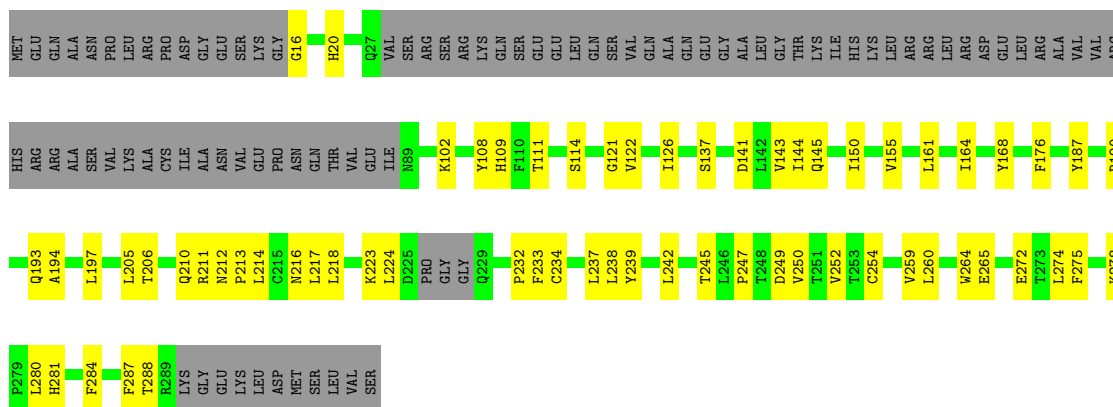 MET GLU GLN ALA ASN PRO LEU ARG PRO ASP GLY GLU SER LYS GLY G16 H20 Q27 VAL SER ARG SER ARG LYS GLN SER GLU GLU LEU GLN SER VAL GLN ALA GLN GLU GLY ALA LEU GLY THR LYS ILE HIS LYS LEU ARG ARG LEU ARG ASP GLU LEU ARG ALA VAL VAL
HIS ARG ARG ALA SER VAL LYS ALA CYS ILE ALA ASN VAL GLU PRO ASN GLN THR VAL GLU ILE N89 K102 Y108 H109 F110 T111 S114 G121 V122 I126 S137 D141 L142 V143 I144 Q145 I150 V155 L161 I164 Y168 F176 Y187
Q193 A194 L197 L205 T206 Q210 R211 N212 P213 L214 C215 N216 L217 L218 K223 L224 D225 PRO GLY GLY Q229 P232 F233 C234 L237 L238 Y239 L242 T245 L246 P247 T248 D249 V250 T251 V252 T253 C254 V259 L260 W264 E265 E272 T273 L274 F275
P279 L280 H281 F284 F287 T288 R289 LYS GLY GLU LYS LEU ASP MET SER LEU VAL SER